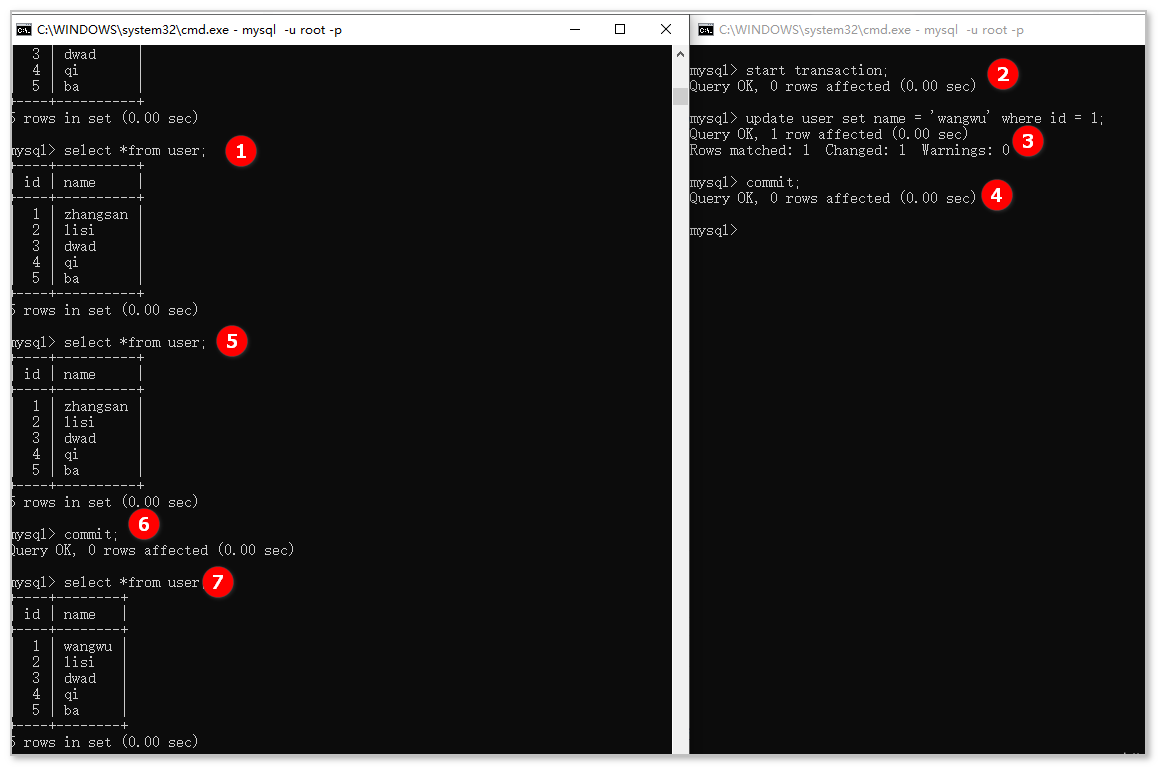 C:\WINDOWS\system32\cmd.exe - mysql  -u root -p
|  3 | dwad     |
|  4 | qi       |
|  5 | ba       |
+----+----------+
5 rows in set (0.00 sec)
mysql> select *from user; 1
+----+----------+
| id | name     |
+----+----------+
|  1 | zhangsan |
|  2 | lisi     |
|  3 | dwad     |
|  4 | qi       |
|  5 | ba       |
+----+----------+
5 rows in set (0.00 sec)
mysql> select *from user; 5
+----+----------+
| id | name     |
+----+----------+
|  1 | zhangsan |
|  2 | lisi     |
|  3 | dwad     |
|  4 | qi       |
|  5 | ba       |
+----+----------+
5 rows in set (0.00 sec)
mysql> commit; 6
Query OK, 0 rows affected (0.00 sec)
mysql> select *from user; 7
+----+--------+
| id | name   |
+----+--------+
|  1 | wangwu |
|  2 | lisi   |
|  3 | dwad   |
|  4 | qi     |
|  5 | ba     |
+----+--------+
5 rows in set (0.00 sec)
C:\WINDOWS\system32\cmd.exe - mysql  -u root -p
mysql> start transaction; 2
Query OK, 0 rows affected (0.00 sec)
mysql> update user set name = 'wangwu' where id = 1;
Query OK, 1 row affected (0.00 sec) 3
Rows matched: 1  Changed: 1  Warnings: 0
mysql> commit; 4
Query OK, 0 rows affected (0.00 sec)
mysql>